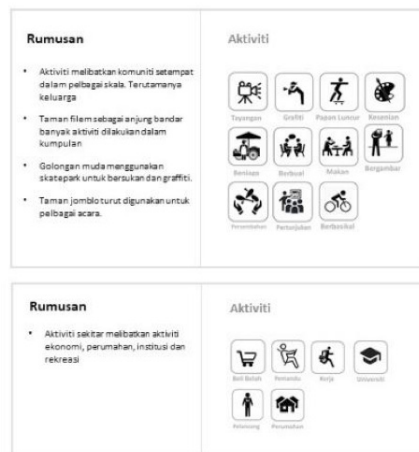 Rumusan
• Aktiviti melibatkan komuniti setempat
dalam pelbagai skala. Terutamanya
keluarga
• Taman filem sebagai anjung bandar
banyak aktiviti dilakukan dalam
kumpulan
• Golongan muda menggunakan
skatepark untuk bersukan dan graffiti.
• Taman jomblo turut digunakan untuk
pelbagai acara.
Aktiviti
Tayangan Grafiti Papan Luncur Kesenian
Berniaga Berbual Makan Bergambar
Persembahan Pertunjukan Berbasikal
Rumusan
• Aktiviti sekitar melibatkan aktiviti
ekonomi, perumahan, institusi dan
rekreasi
Aktiviti
Beli Belah Pemandu Kerja Universiti
Pelancong Perumahan